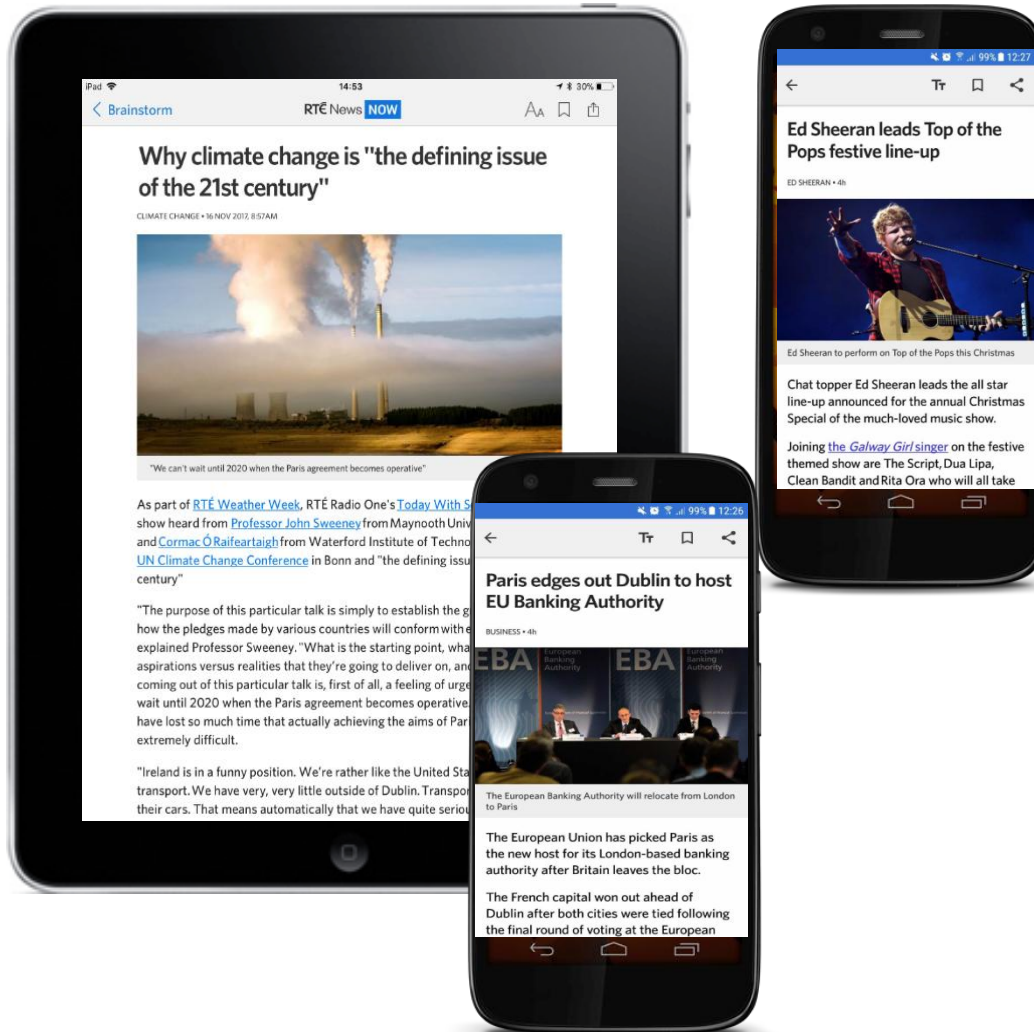 iPad 14:53 30%
Brainstorm RTÉ News NOW AA
Why climate change is "the defining issue
of the 21st century"
CLIMATE CHANGE • 16 NOV 2017, 8:57AM
"We can't wait until 2020 when the Paris agreement becomes operative"
As part of RTÉ Weather Week, RTÉ Radio One's Today With
show heard from Professor John Sweeney from Maynooth
and Cormac Ó Raifeartaigh from Waterford Institute of
UN Climate Change Conference in Bonn and "the defining
century"
"The purpose of this particular talk is simply to establish the
how the pledges made by various countries will conform with
explained Professor Sweeney. "What is the starting point,
aspirations versus realities that they're going to deliver on,
coming out of this particular talk is, first of all, a feeling of
wait until 2020 when the Paris agreement becomes operative.
have lost so much time that actually achieving the aims of
extremely difficult.
"Ireland is in a funny position. We're rather like the United
transport. We have very, very little outside of Dublin.
their cars. That means automatically that we have quite
99% 12:26
TT
Paris edges out Dublin to host
EU Banking Authority
BUSINESS • 4h
EBA European Banking Authority EBA European Banking Authority
The European Banking Authority will relocate from London
to Paris
The European Union has picked Paris as
the new host for its London-based banking
authority after Britain leaves the bloc.
The French capital won out ahead of
Dublin after both cities were tied following
the final round of voting at the European
99% 12:27
TT
Ed Sheeran leads Top of the
Pops festive line-up
ED SHEERAN • 4h
Ed Sheeran to perform on Top of the Pops this Christmas
Chat topper Ed Sheeran leads the all star
line-up announced for the annual Christmas
Special of the much-loved music show.
Joining the Galway Girl singer on the festive
themed show are The Script, Dua Lipa,
Clean Bandit and Rita Ora who will all take